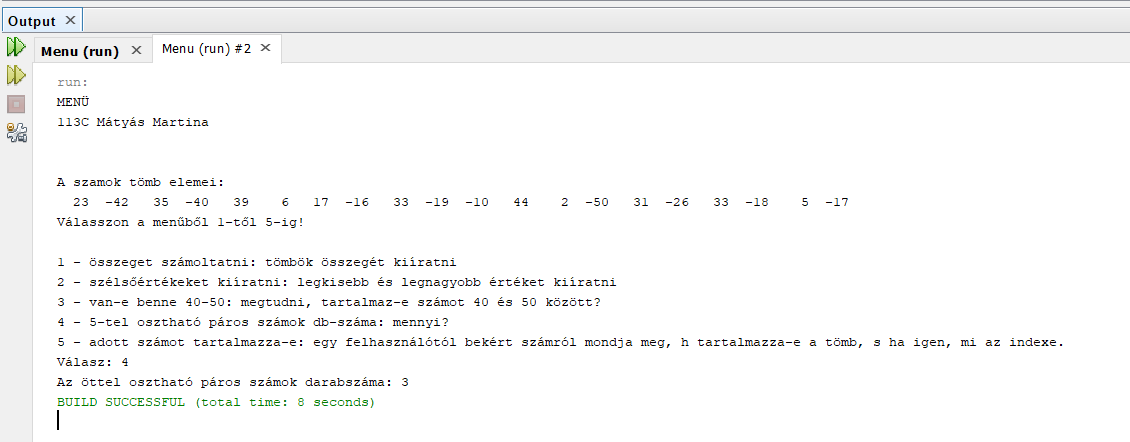 Output
Menu (run)
Menu (run) #2
run:
MENÜ
113C Mátyás Martina
A szamok tömb elemei:
23 -42 35 -40 39 6 17 -16 33 -19 -10 44 2 -50 31 -26 33 -18 5 -17
Válasszon a menűből 1-től 5-ig!
1 - összeget számoltatni: tömbök összegét kiíratni
2 - szélsőértékeket kiíratni: legkisebb és legnagyobb értéket kiíratni
3 - van-e benne 40-50: megtudni, tartalmaz-e számot 40 és 50 között?
4 - 5-tel osztható páros számok db-száma: mennyi?
5 - adott számot tartalmazza-e: egy felhasználótól bekért számról mondja meg, h tartalmazza-e a tömb, s ha igen, mi az indexe.
Válasz: 4
Az öttel osztható páros számok darabszáma: 3
BUILD SUCCESSFUL (total time: 8 seconds)